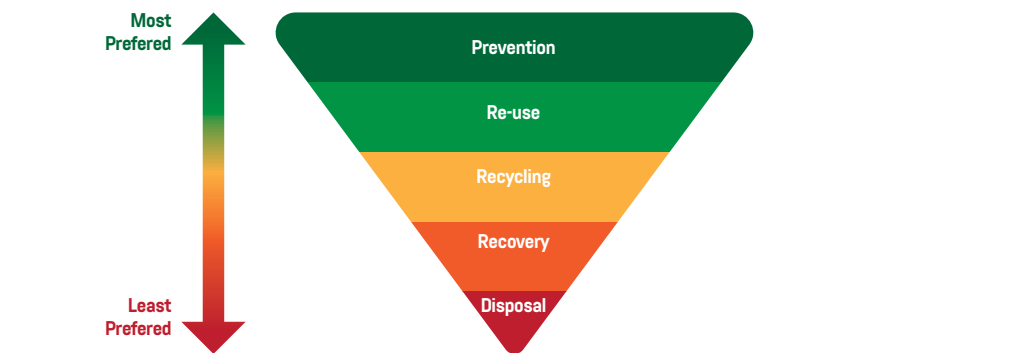 Most
Prefered
Prevention
Re-use
Recycling
Recovery
Disposal
Least
Prefered